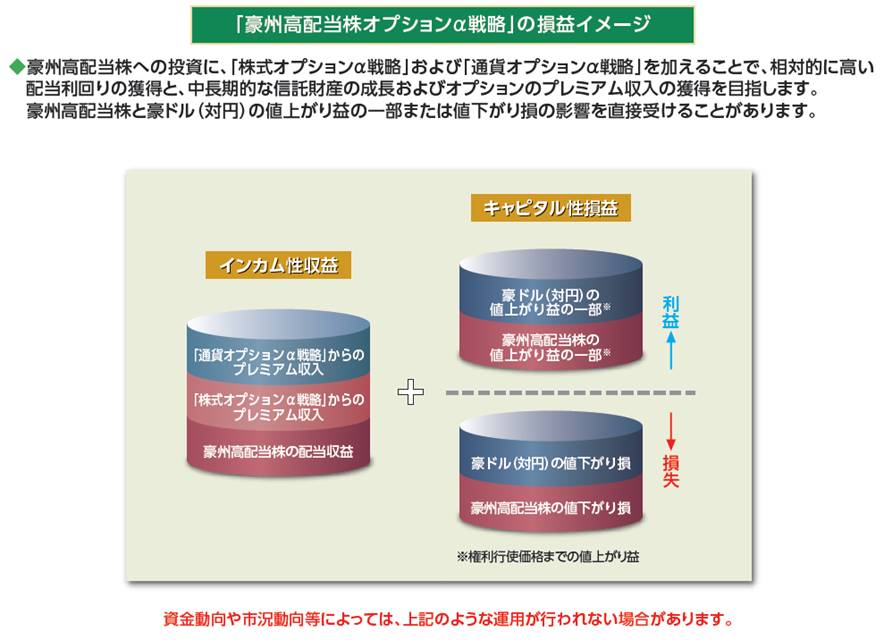 「豪州高配当株オプションα戦略」の損益イメージ
◆豪州高配当株への投資に、「株式オプションα戦略」および「通貨オプションα戦略」を加えることで、相対的に高い
配当利回りの獲得と、中長期的な信託財産の成長およびオプションのプレミアム収入の獲得を目指します。
豪州高配当株と豪ドル（対円）の値上がり益の一部または値下がり損の影響を直接受けることがあります。
インカム性収益
「通貨オプションα戦略」からの
プレミアム収入
「株式オプションα戦略」からの
プレミアム収入
豪州高配当株の配当収益
+
キャピタル性損益
豪ドル（対円）の
値上がり益の一部※
豪州高配当株の
値上がり益の一部※
利益
豪ドル（対円）の値下がり損
豪州高配当株の値下がり損
損失
※権利行使価格までの値上がり益
資金動向や市況動向等によっては、上記のような運用が行われない場合があります。